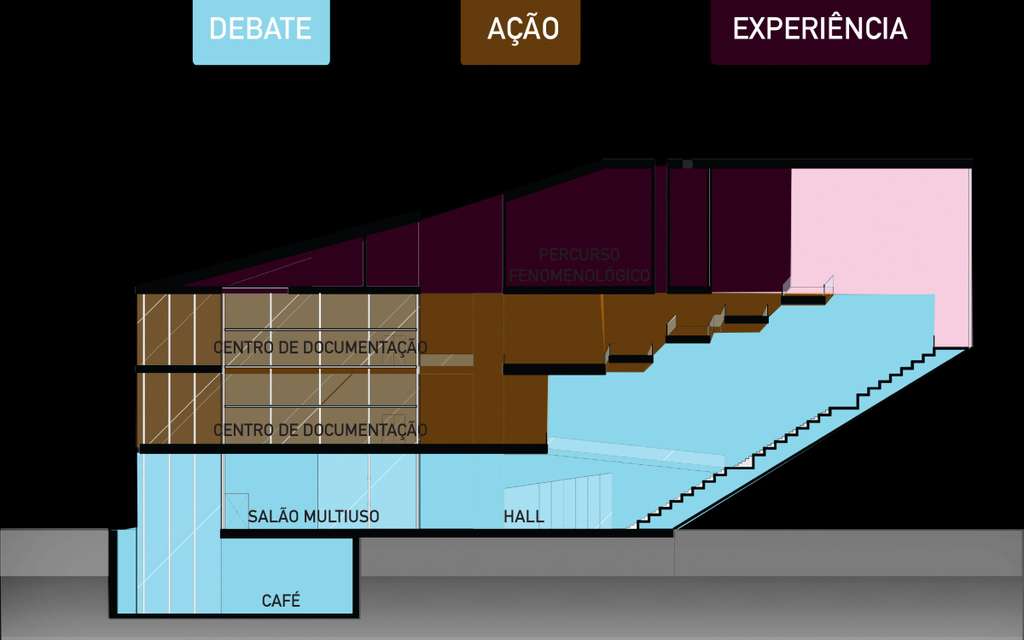 DEBATE
AÇÃO
EXPERIÊNCIA
PERCURSO
FENOMENOLÓGICO
CENTRO DE DOCUMENTAÇÃO
CENTRO DE DOCUMENTAÇÃO
SALÃO MULTIUSO
HALL
CAFÉ